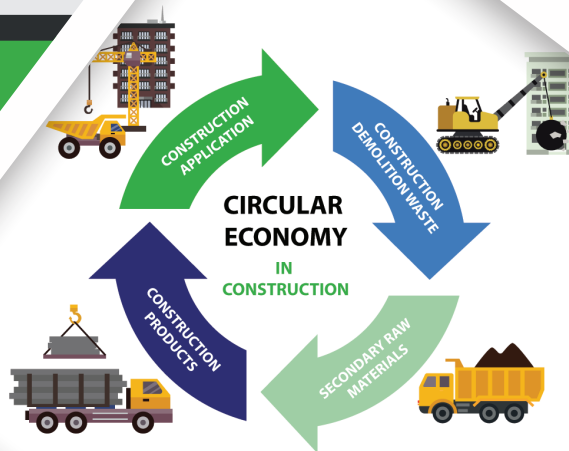 CONSTRUCTION
APPLICATION
CONSTRUCTION
DEMOLITION WASTE
CIRCULAR
ECONOMY
IN
CONSTRUCTION
CONSTRUCTION
PRODUCTS
SECONDARY RAW
MATERIALS